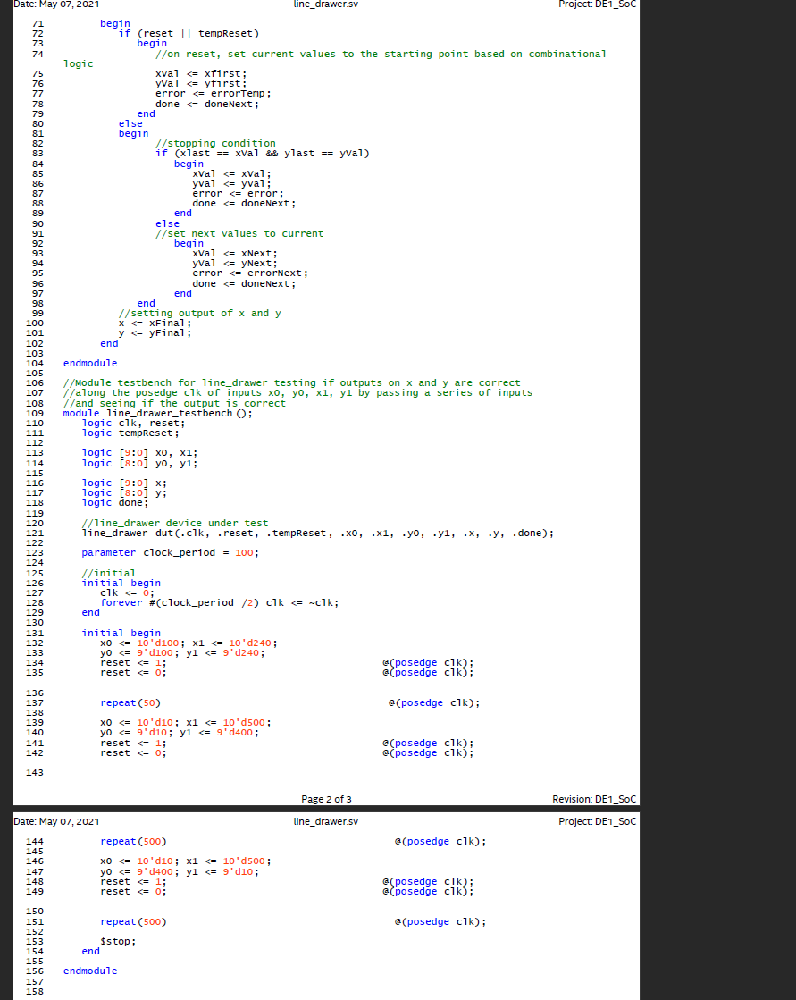 Date: May 07, 2021 line_drawer.sv Project: DE1_SoC
71 begin
72 if (reset || tempReset)
73 begin
74 //on reset, set current values to the starting point based on combinational
logic
75 xVal <= xfirst;
76 yVal <= yfirst;
77 error <= errorTemp;
78 done <= doneNext;
79 end
80 else
81 begin
82 //stopping condition
83 if (xlast == xVal && ylast == yVal)
84 begin
85 xVal <= xVal;
86 yVal <= yVal;
87 error <= error;
88 done <= doneNext;
89 end
90 else
91 //set next values to current
92 begin
93 xVal <= xNext;
94 yVal <= yNext;
95 error <= errorNext;
96 done <= doneNext;
97 end
98 end
99 //setting output of x and y
100 x <= xFinal;
101 y <= yFinal;
102 end
103
104 endmodule
105
106 //Module testbench for line_drawer testing if outputs on x and y are correct
107 //along the posedge clk of inputs x0, y0, x1, y1 by passing a series of inputs
108 //and seeing if the output is correct
109 module line_drawer_testbench();
110 logic clk, reset;
111 logic tempReset;
112
113 logic [9:0] x0, x1;
114 logic [8:0] y0, y1;
115
116 logic [9:0] x;
117 logic [8:0] y;
118 logic done;
119
120 //line_drawer device under test
121 line_drawer dut(.clk, .reset, .tempReset, .x0, .x1, .y0, .y1, .x, .y, .done);
122
123 parameter clock_period = 100;
124
125 //initial
126 initial begin
127 clk <= 0;
128 forever #(clock_period /2) clk <= ~clk;
129 end
130
131 initial begin
132 x0 <= 10'd100; x1 <= 10'd240;
133 y0 <= 9'd100; y1 <= 9'd240;
134 reset <= 1; @(posedge clk);
135 reset <= 0; @(posedge clk);
136
137 repeat(50) @(posedge clk);
138
139 x0 <= 10'd10; x1 <= 10'd500;
140 y0 <= 9'd10; y1 <= 9'd400;
141 reset <= 1; @(posedge clk);
142 reset <= 0; @(posedge clk);
143
Page 2 of 3 Revision: DE1_SoC
Date: May 07, 2021 line_drawer.sv Project: DE1_SoC
144 repeat(500) @(posedge clk);
145
146 x0 <= 10'd10; x1 <= 10'd500;
147 y0 <= 9'd400; y1 <= 9'd10;
148 reset <= 1; @(posedge clk);
149 reset <= 0; @(posedge clk);
150
151 repeat(500) @(posedge clk);
152
153 $stop;
154 end
155
156 endmodule
157
158